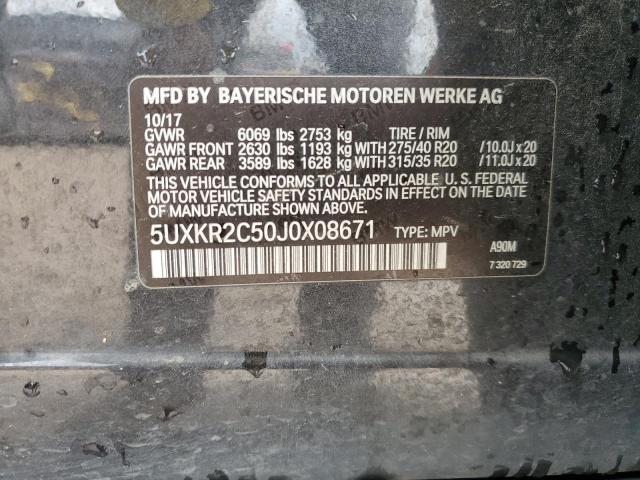 MFD BY BAYERISCHE MOTOREN WERKE AG
10/17
GVWR 6069 lbs 2753 kg TIRE / RIM
GAWR FRONT 2630 lbs 1193 kg WITH 275/40 R20 /10.0J x 20
GAWR REAR 3589 lbs 1628 kg WITH 315/35 R20 /11.0J x 20
THIS VEHICLE CONFORMS TO ALL APPLICABLE U. S. FEDERAL
MOTOR VEHICLE SAFETY STANDARDS IN EFFECT ON THE DATE
OF MANUFACTURE SHOWN ABOVE.
5UXKR2C50J0X08671 TYPE: MPV
A90M
7 320 729